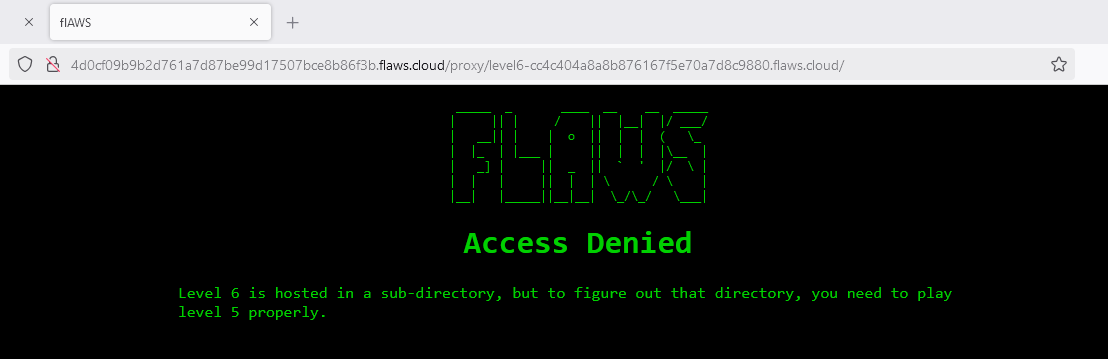 flAWS
4d0cf09b9b2d761a7d87be99d17507bce8b86f3b.flaws.cloud/proxy/level6-cc4c404a8a8b876167f5e70a7d8c9880.flaws.cloud/
FLAWS
Access Denied
Level 6 is hosted in a sub-directory, but to figure out that directory, you need to play
level 5 properly.